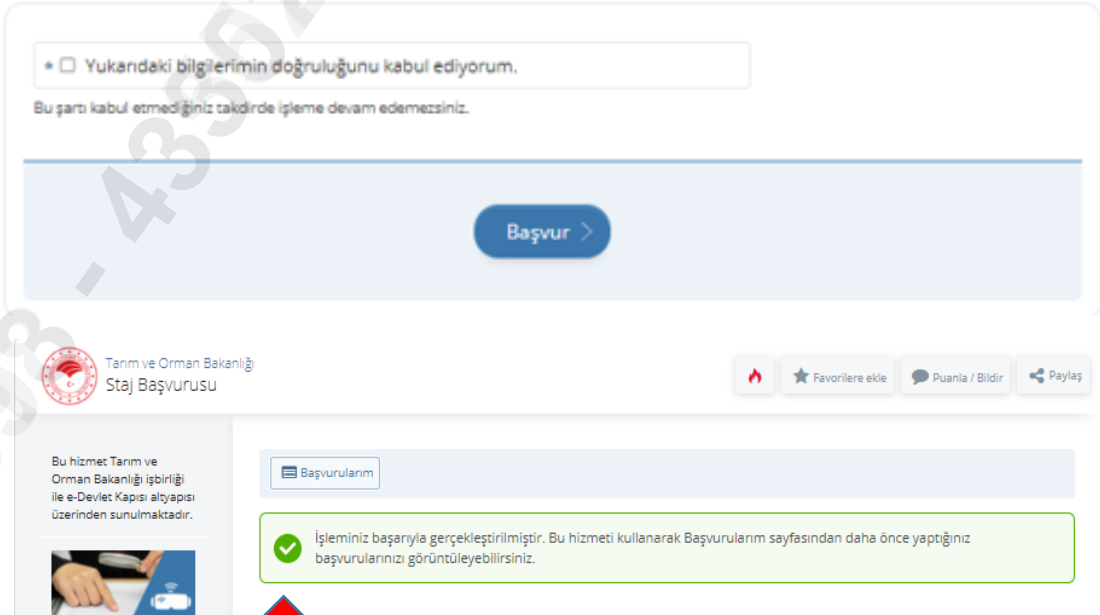 * Yukarıdaki bilgilerimin doğruluğunu kabul ediyorum.
Bu şartı kabul etmediğiniz takdirde işleme devam edemezsiniz.
Başvur
Tarım ve Orman Bakanlığı
Staj Başvurusu
Favorilere ekle
Puanla / Bildir
Paylaş
Bu hizmet Tarım ve
Orman Bakanlığı işbirliği
ile e-Devlet Kapısı altyapısı
üzerinden sunulmaktadır.
Başvurularım
İşleminiz başarıyla gerçekleştirilmiştir. Bu hizmeti kullanarak Başvurularım sayfasından daha önce yaptığınız
başvurularınızı görüntüleyebilirsiniz.